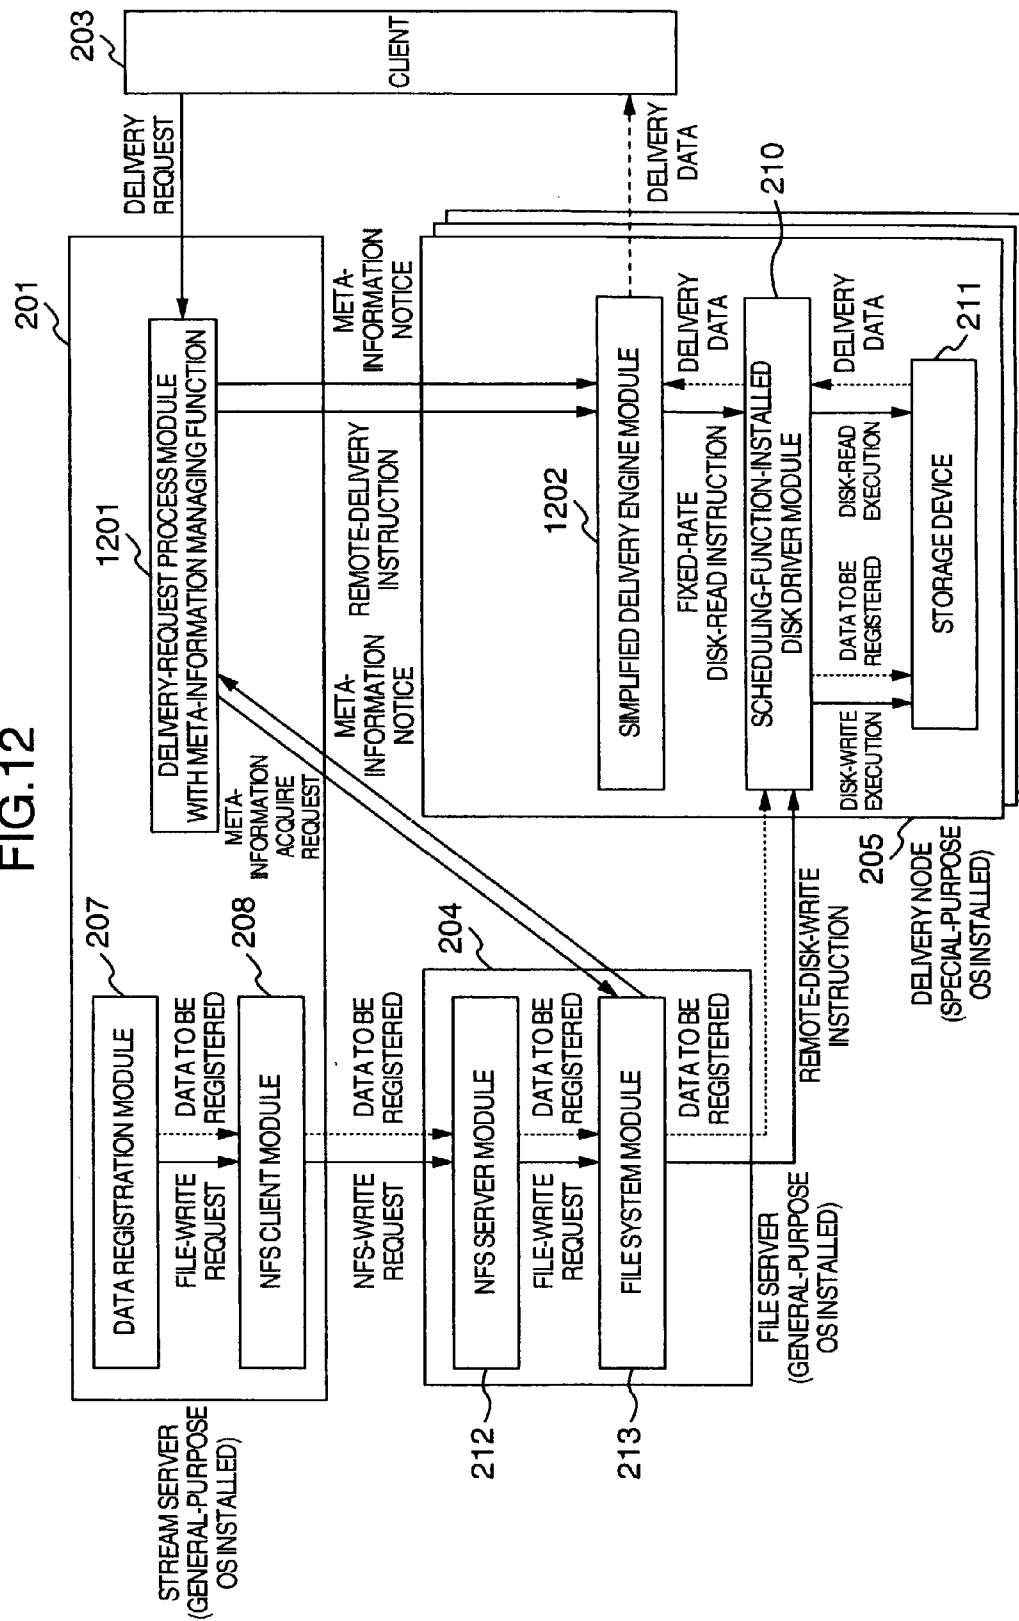 FIG.12
STREAM SERVER
(GENERAL-PURPOSE
OS INSTALLED)
201
207
DATA REGISTRATION MODULE
FILE-WRITE
REQUEST
DATA TO BE
REGISTERED
208
NFS CLIENT MODULE
1201
DELIVERY-REQUEST PROCESS MODULE
WITH META-INFORMATION MANAGING FUNCTION
DELIVERY
REQUEST
203
CLIENT
NFS-WRITE
REQUEST
DATA TO BE
REGISTERED
META-
INFORMATION
ACQUIRE
REQUEST
META-
INFORMATION
NOTICE
REMOTE-DELIVERY
INSTRUCTION
META-
INFORMATION
NOTICE
204
212
NFS SERVER MODULE
FILE-WRITE
REQUEST
DATA TO BE
REGISTERED
213
FILE SYSTEM MODULE
DATA TO BE
REGISTERED
FILE SERVER
(GENERAL-PURPOSE
OS INSTALLED)
REMOTE-DISK-WRITE
INSTRUCTION
1202
SIMPLIFIED DELIVERY ENGINE MODULE
DELIVERY
DATA
FIXED-RATE
DISK-READ INSTRUCTION
DELIVERY
DATA
210
SCHEDULING-FUNCTION-INSTALLED
DISK DRIVER MODULE
DISK-WRITE
EXECUTION
DATA TO BE
REGISTERED
DISK-READ
EXECUTION
DELIVERY
DATA
211
STORAGE DEVICE
205
DELIVERY NODE
(SPECIAL-PURPOSE
OS INSTALLED)